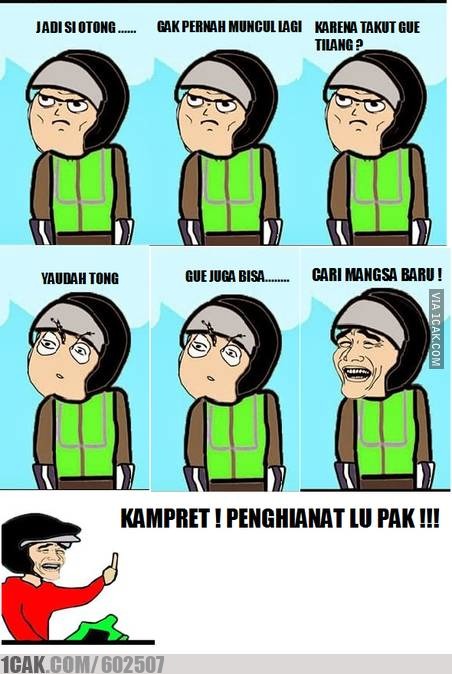 JADI SI OTONG ......
GAK PERNAH MUNCUL LAGI
KARENA TAKUT GUE
TILANG ?
YAUDAH TONG
GUE JUGA BISA........
CARI MANGSA BARU !
VIA 1CAK.COM
KAMPRET ! PENGHIANAT LU PAK !!!
1CAK.COM/602507